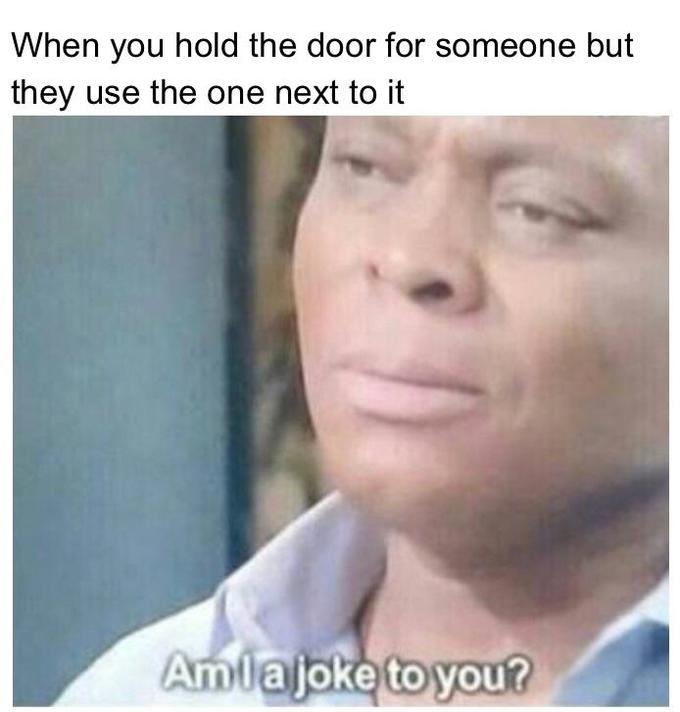 When you hold the door for someone but
they use the one next to it
Am I a joke to you?